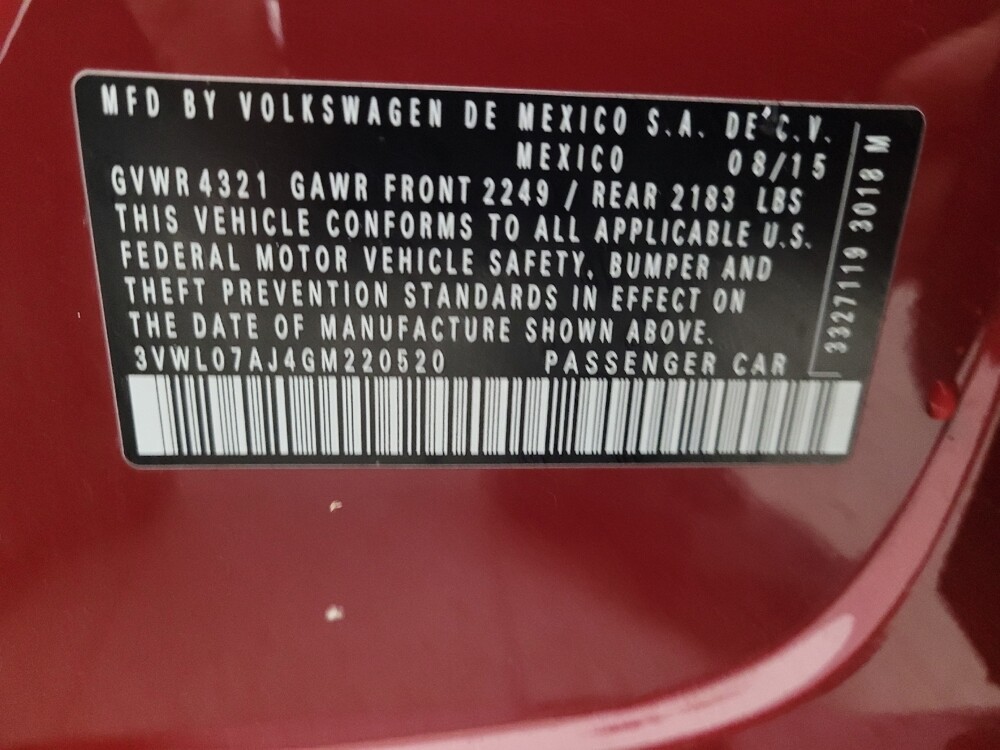 MFD BY VOLKSWAGEN DE MEXICO S.A. DE C.V.
MEXICO 08/15
GVWR 4321 GAWR FRONT 2249 / REAR 2183 LBS
THIS VEHICLE CONFORMS TO ALL APPLICABLE U.S.
FEDERAL MOTOR VEHICLE SAFETY, BUMPER AND
THEFT PREVENTION STANDARDS IN EFFECT ON
THE DATE OF MANUFACTURE SHOWN ABOVE.
3VWL07AJ4GM220520 PASSENGER CAR
3327119 3018 M